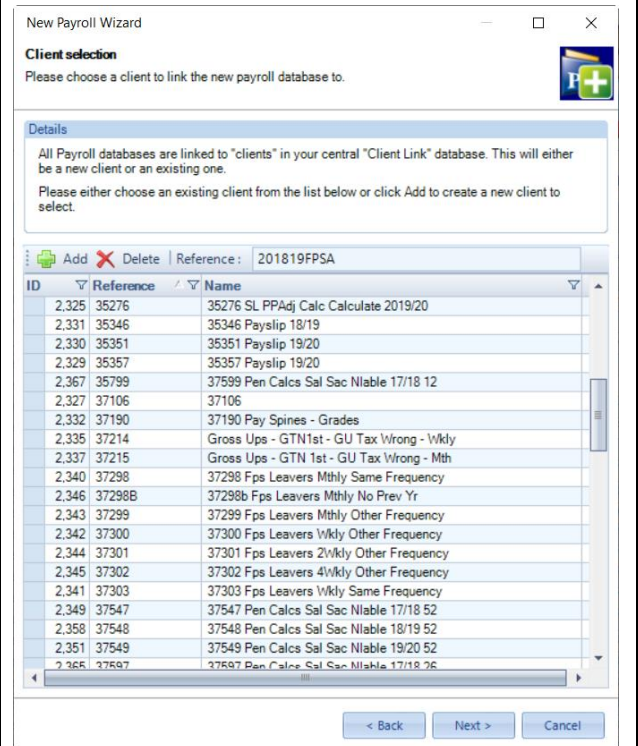 New Payroll Wizard
Client selection
Please choose a client to link the new payroll database to.
P
Details
All Payroll databases are linked to "clients" in your central "Client Link" database. This will either
be a new client or an existing one.
Please either choose an existing client from the list below or click Add to create a new client to
select.
Add Delete Reference : 201819FPSA
ID Reference Name
2,325 35276 35276 SL PPAdj Calc Calculate 2019/20
2,331 35346 35346 Payslip 18/19
2,330 35351 35351 Payslip 19/20
2,329 35357 35357 Payslip 19/20
2,367 35799 37599 Pen Calcs Sal Sac Nlable 17/18 12
2,327 37106 37106
2,332 37190 37190 Pay Spines - Grades
2,335 37214 Gross Ups - GTN1st - GU Tax Wrong - Wkly
2,337 37215 Gross Ups - GTN 1st - GU Tax Wrong - Mth
2,340 37298 37298 Fps Leavers Mthly Same Frequency
2,346 37298B 37298b Fps Leavers Mthly No Prev Yr
2,343 37299 37299 Fps Leavers Mthly Other Frequency
2,342 37300 37300 Fps Leavers Wkly Other Frequency
2,344 37301 37301 Fps Leavers 2Wkly Other Frequency
2,345 37302 37302 Fps Leavers 4Wkly Other Frequency
2,341 37303 37303 Fps Leavers Wkly Same Frequency
2,349 37547 37547 Pen Calcs Sal Sac Nlable 17/18 52
2,358 37548 37548 Pen Calcs Sal Sac Nlable 18/19 52
2,351 37549 37549 Pen Calcs Sal Sac Nlable 19/20 52
2,365 37597 37597 Pen Calcs Sal Sac Nlable 17/18 26
< Back Next > Cancel